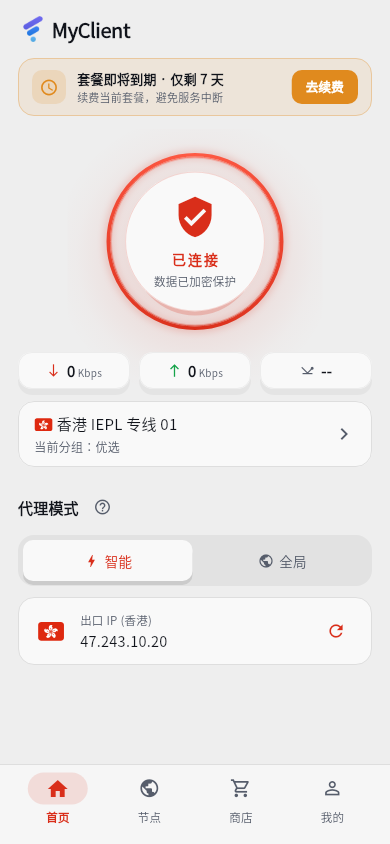 MyClient
套餐即将到期 · 仅剩 7 天
续费当前套餐，避免服务中断
去续费
已连接
数据已加密保护
0 Kbps
0 Kbps
--
香港 IEPL 专线 01
当前分组：优选
代理模式
智能
全局
出口 IP (香港)
47.243.10.20
首页
节点
商店
我的